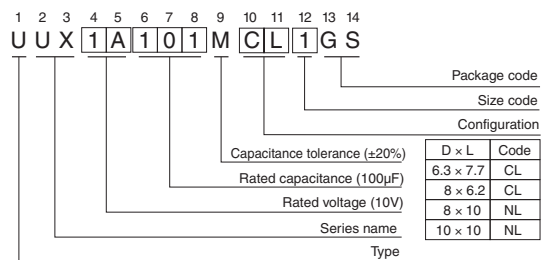 1 2 3 4 5 6 7 8 9 10 11 12 13 14
U U X 1 A 1 0 1 M C L 1 G S
Package code
Size code
Configuration
Capacitance tolerance (±20%)
Rated capacitance (100µF)
Rated voltage (10V)
Series name
Type
D × L Code
6.3 × 7.7 CL
8 × 6.2 CL
8 × 10 NL
10 × 10 NL